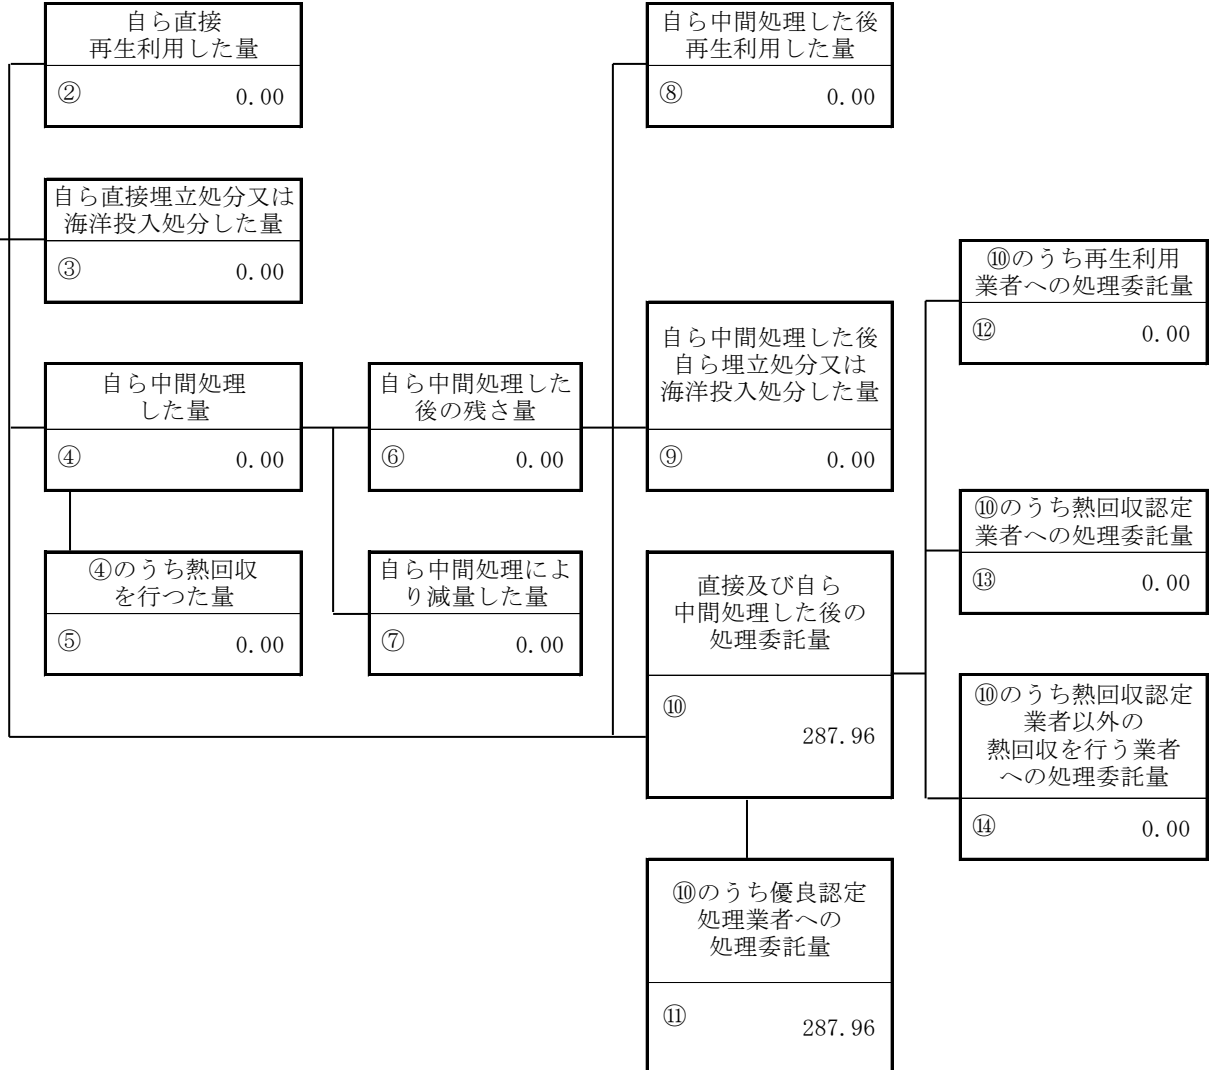 自ら直接
再生利用した量
② 0.00
自ら中間処理した後
再生利用した量
⑧ 0.00
自ら直接埋立処分又は
海洋投入処分した量
③ 0.00
⑩のうち再生利用
業者への処理委託量
⑫ 0.00
自ら中間処理した後
自ら埋立処分又は
海洋投入処分した量
⑨ 0.00
自ら中間処理
した量
④ 0.00
自ら中間処理した
後の残さ量
⑥ 0.00
⑩のうち熱回収認定
業者への処理委託量
⑬ 0.00
④のうち熱回収
を行つた量
⑤ 0.00
自ら中間処理によ
り減量した量
⑦ 0.00
直接及び自ら
中間処理した後の
処理委託量
⑩
287.96
⑩のうち熱回収認定
業者以外の
熱回収を行う業者
への処理委託量
⑭ 0.00
⑩のうち優良認定
処理業者への
処理委託量
⑪ 287.96